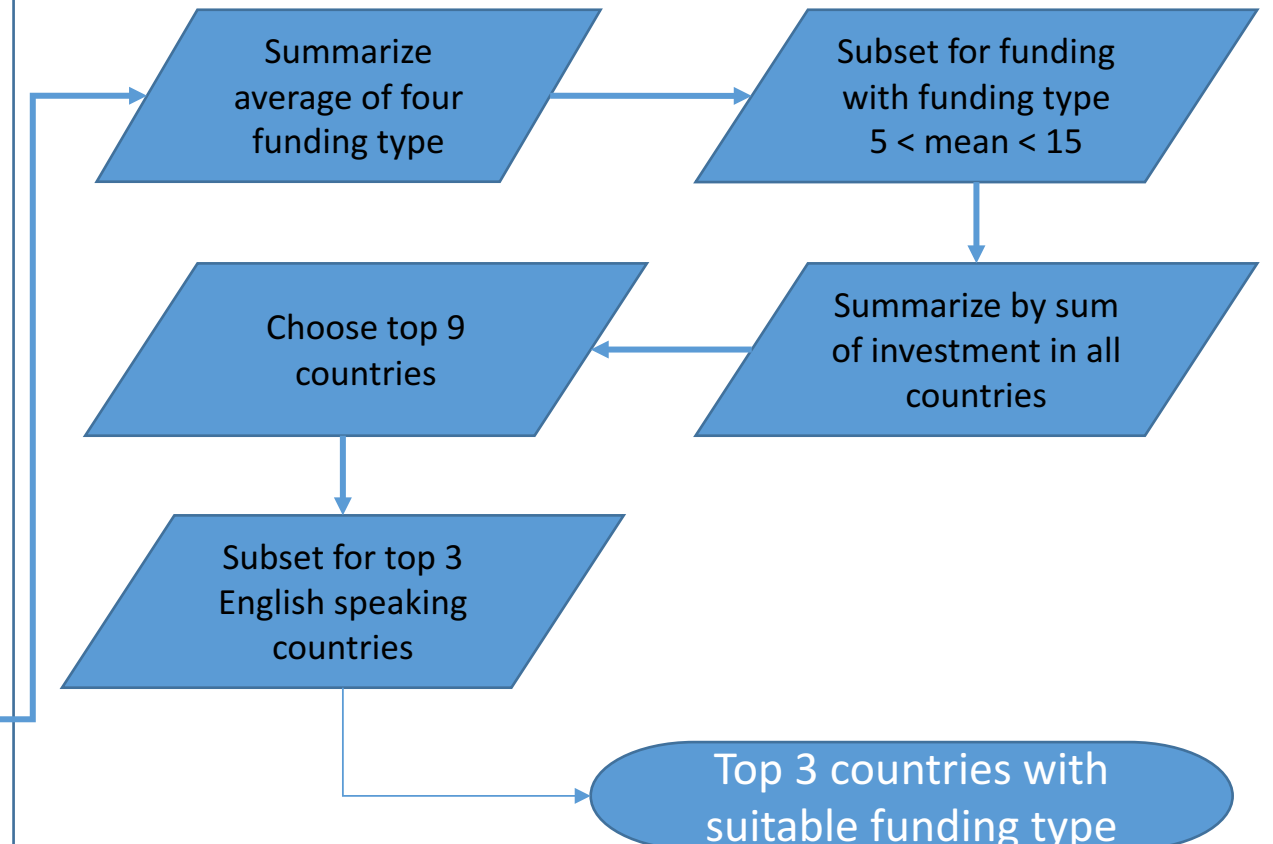 Summarize
average of four
funding type
Subset for funding
with funding type
5 < mean < 15
Summarize by sum
of investment in all
countries
Choose top 9
countries
Subset for top 3
English speaking
countries
Top 3 countries with
suitable funding type